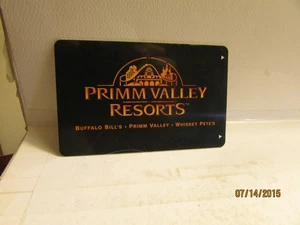 PRIMM VALLEY
RESORTS
BUFFALO BILL'S • PRIMM VALLEY • WHISKEY PETE'S
07/14/2015